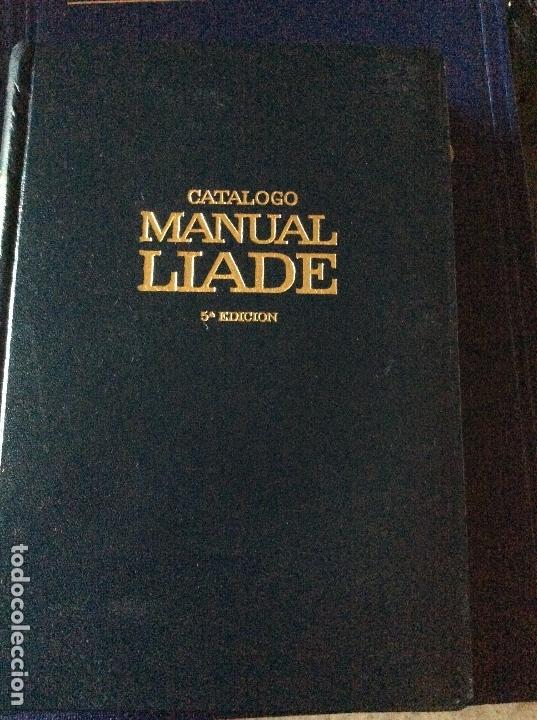 CATALOGO
MANUAL
LIADE
5ª EDICION
todocoleccion